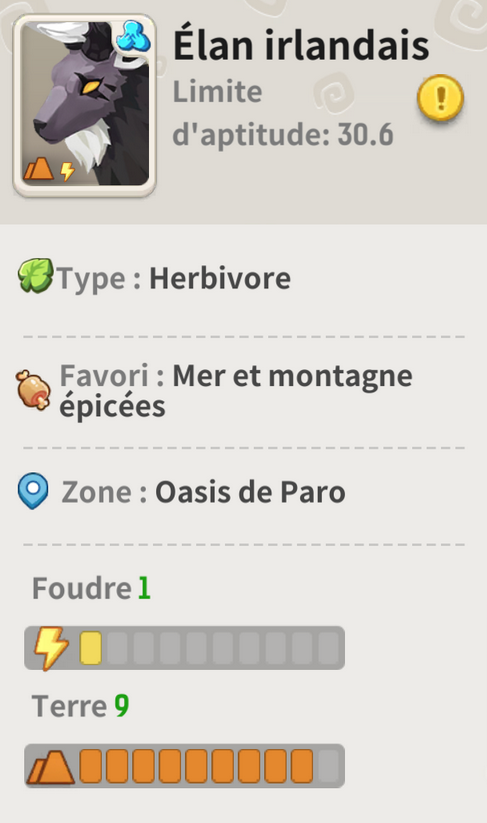 Élan irlandais
Limite
d'aptitude: 30.6
Type : Herbivore
Favori : Mer et montagne
épicées
Zone : Oasis de Paro
Foudre 1
Terre 9